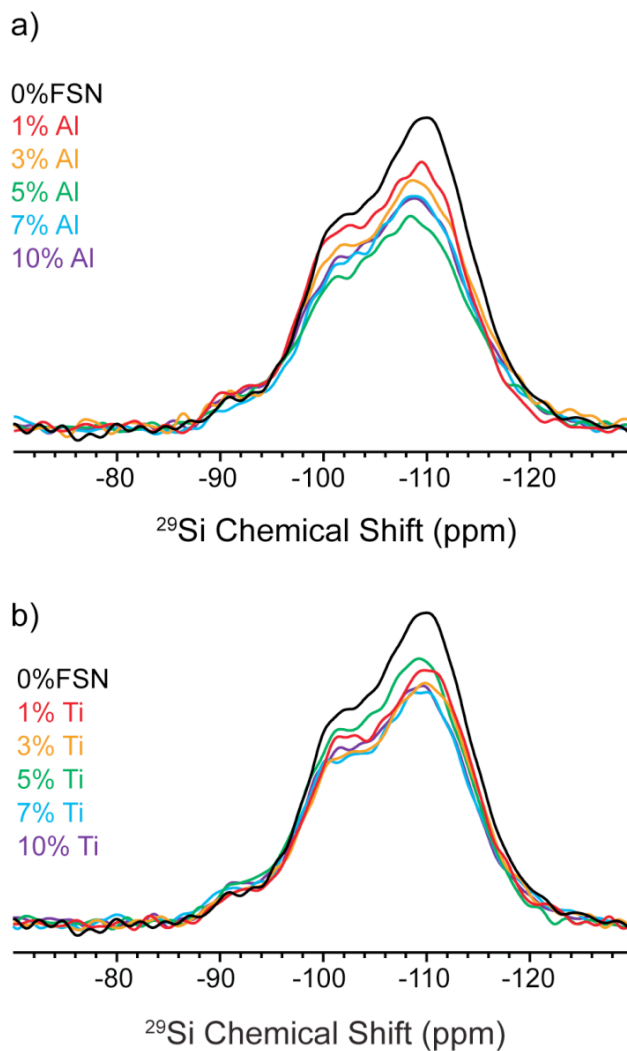 a)
0%FSN
1% Al
3% Al
5% Al
7% Al
10% Al
-80 -90 -100 -110 -120
²⁹Si Chemical Shift (ppm)
b)
0%FSN
1% Ti
3% Ti
5% Ti
7% Ti
10% Ti
-80 -90 -100 -110 -120
²⁹Si Chemical Shift (ppm)